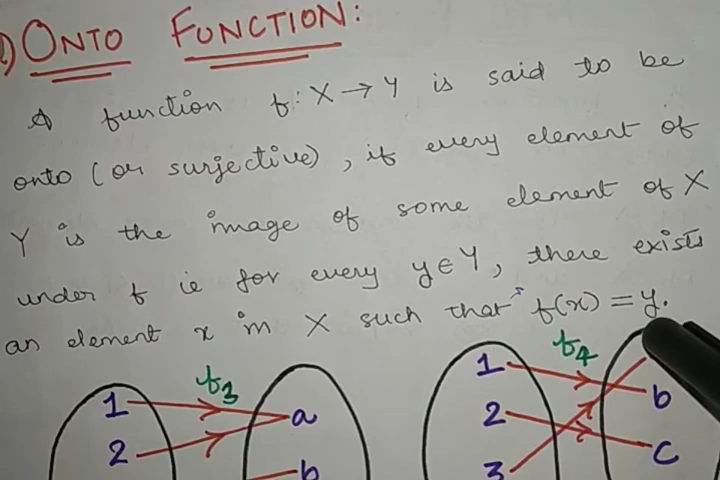 ) ONTO FUNCTION:
A function f: X → Y is said to be
onto (or surjective), if every element of
Y is the image of some element of X
under f ie for every y ∈ Y, there exists
an element x in X such that f(x) = y.
f3 f4
1 a 1 b
2 b 2 c
3